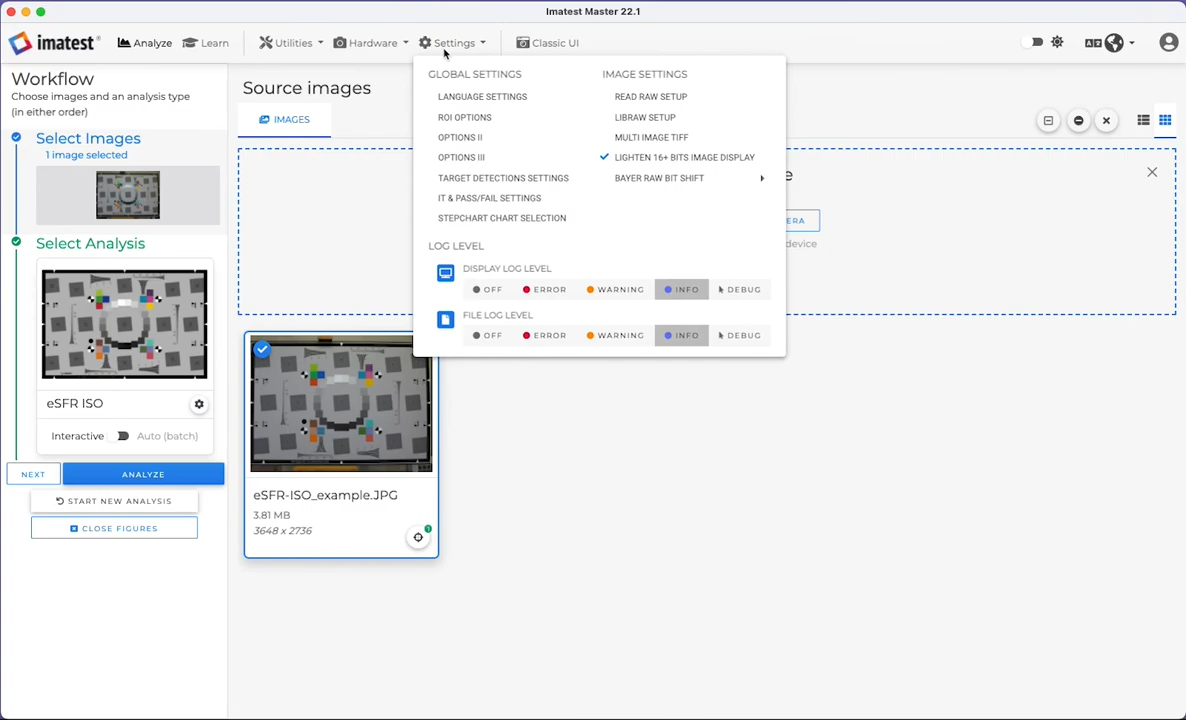 Imatest Master 22.1
imatest®
Analyze
Learn
Utilities
Hardware
Settings
Classic UI
Workflow
Choose images and an analysis type
(in either order)
Select Images
1 image selected
Select Analysis
eSFR ISO
Interactive
Auto (batch)
NEXT
ANALYZE
START NEW ANALYSIS
CLOSE FIGURES
Source images
IMAGES
GLOBAL SETTINGS
LANGUAGE SETTINGS
ROI OPTIONS
OPTIONS II
OPTIONS III
TARGET DETECTIONS SETTINGS
IT & PASS/FAIL SETTINGS
STEPCHART CHART SELECTION
IMAGE SETTINGS
READ RAW SETUP
LIBRAW SETUP
MULTI IMAGE TIFF
LIGHTEN 16+ BITS IMAGE DISPLAY
BAYER RAW BIT SHIFT
LOG LEVEL
DISPLAY LOG LEVEL
OFF ERROR WARNING INFO DEBUG
FILE LOG LEVEL
OFF ERROR WARNING INFO DEBUG
e
ERA
device
eSFR-ISO_example.JPG
3.81 MB
3648 x 2736
1